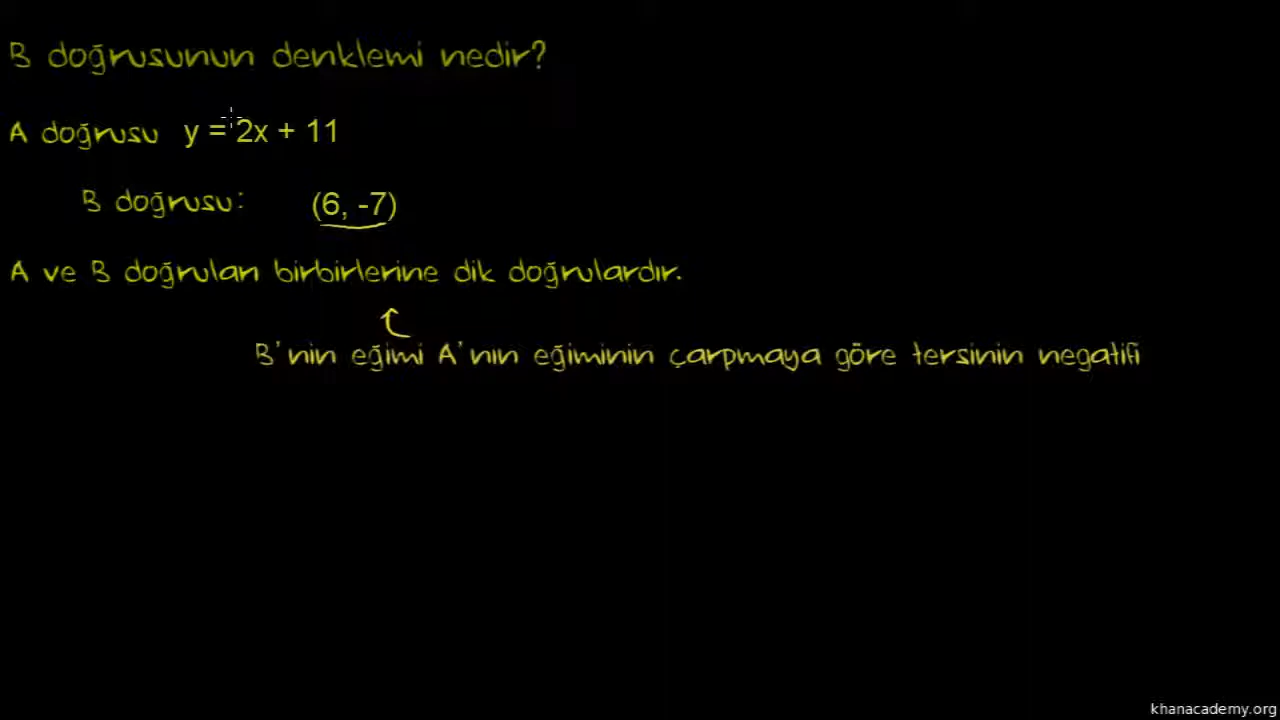 B doğrusunun denklemi nedir?
A doğrusu y = 2x + 11
B doğrusu: (6, -7)
A ve B doğruları birbirlerine dik doğrulardır.
B'nin eğimi A'nın eğiminin çarpmaya göre tersinin negatifi
khanacademy.org